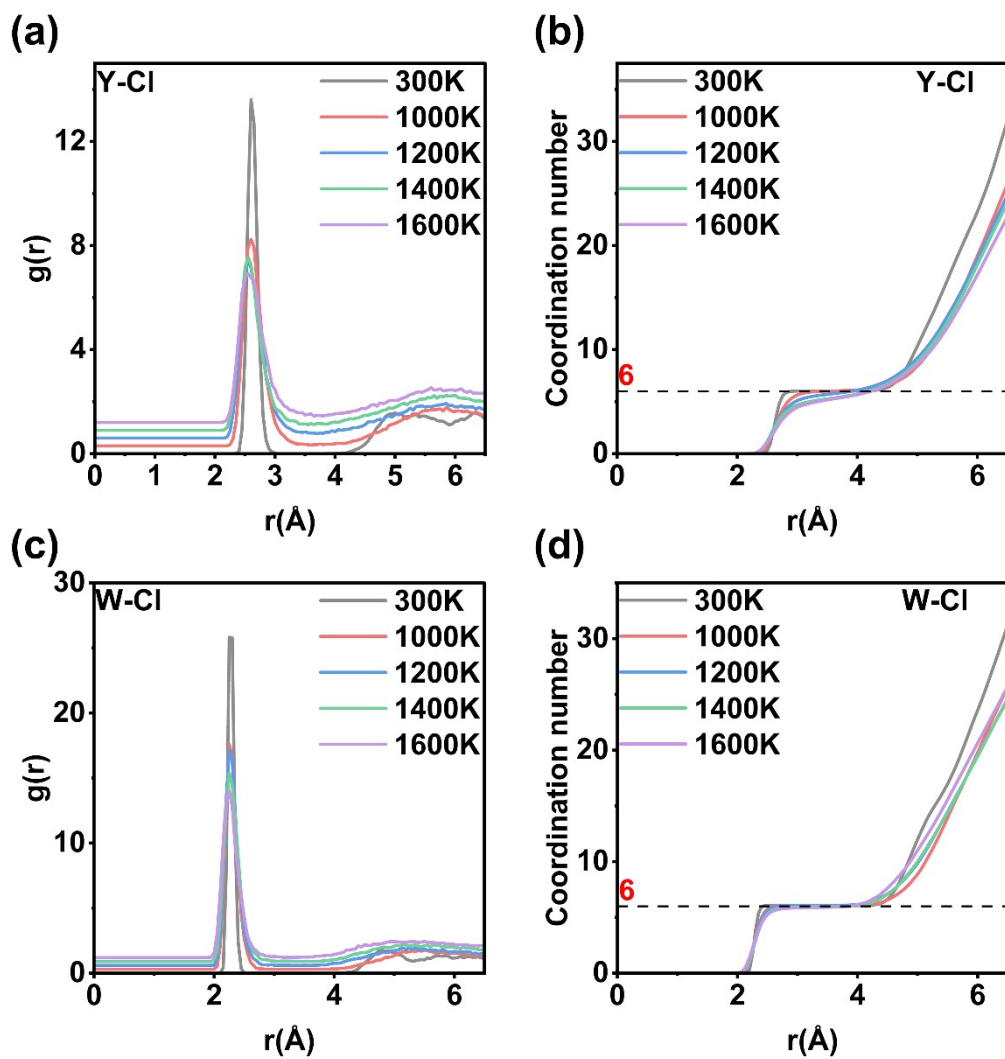 (a)
Y-Cl
300K
1000K
1200K
1400K
1600K
g(r)
12
8
4
0
0 1 2 3 4 5 6
r(Å)
(b)
Y-Cl
300K
1000K
1200K
1400K
1600K
Coordination number
30
20
10
6
0
0 2 4 6
r(Å)
(c)
W-Cl
300K
1000K
1200K
1400K
1600K
g(r)
30
20
10
0
0 2 4 6
r(Å)
(d)
W-Cl
300K
1000K
1200K
1400K
1600K
Coordination number
30
20
10
6
0
0 2 4 6
r(Å)